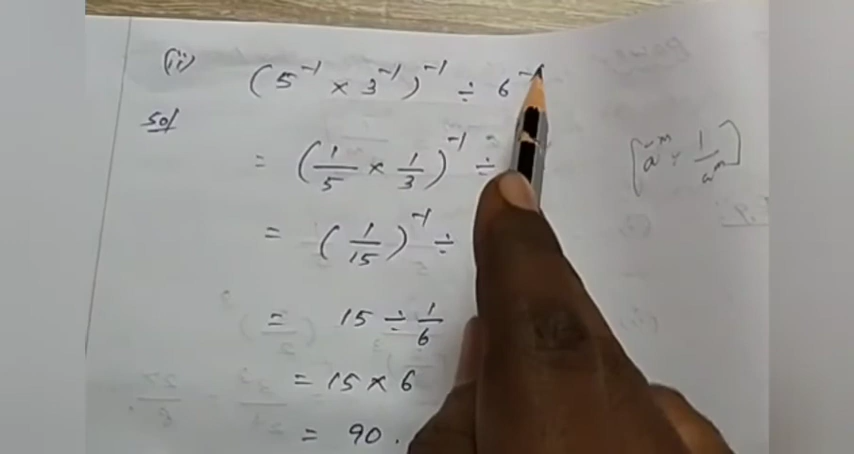 (ii) (5⁻¹ × 3⁻¹)⁻¹ ÷ 6⁻
Sol
= (1/5 × 1/3)⁻¹ ÷
[a⁻ᵐ = 1/aᵐ]
= (1/15)⁻¹ ÷
= 15 ÷ 1/6
= 15 × 6
= 90.